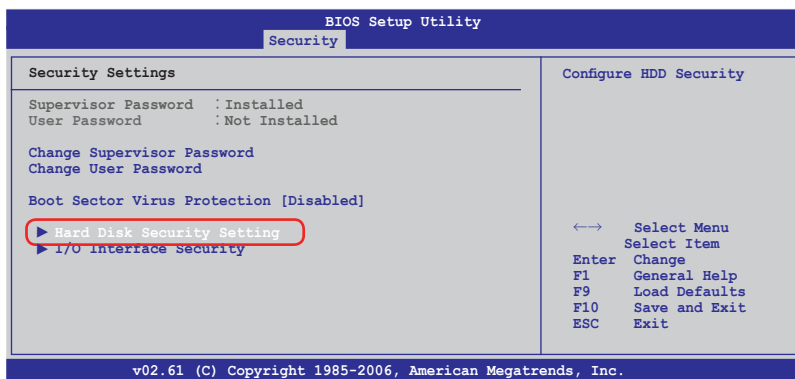 BIOS Setup Utility
Security
Security Settings
Supervisor Password : Installed
User Password : Not Installed
Change Supervisor Password
Change User Password
Boot Sector Virus Protection [Disabled]
▶ Hard Disk Security Setting
▶ I/O Interface Security
Configure HDD Security
←→ Select Menu
Select Item
Enter Change
F1 General Help
F9 Load Defaults
F10 Save and Exit
ESC Exit
v02.61 (C) Copyright 1985-2006, American Megatrends, Inc.